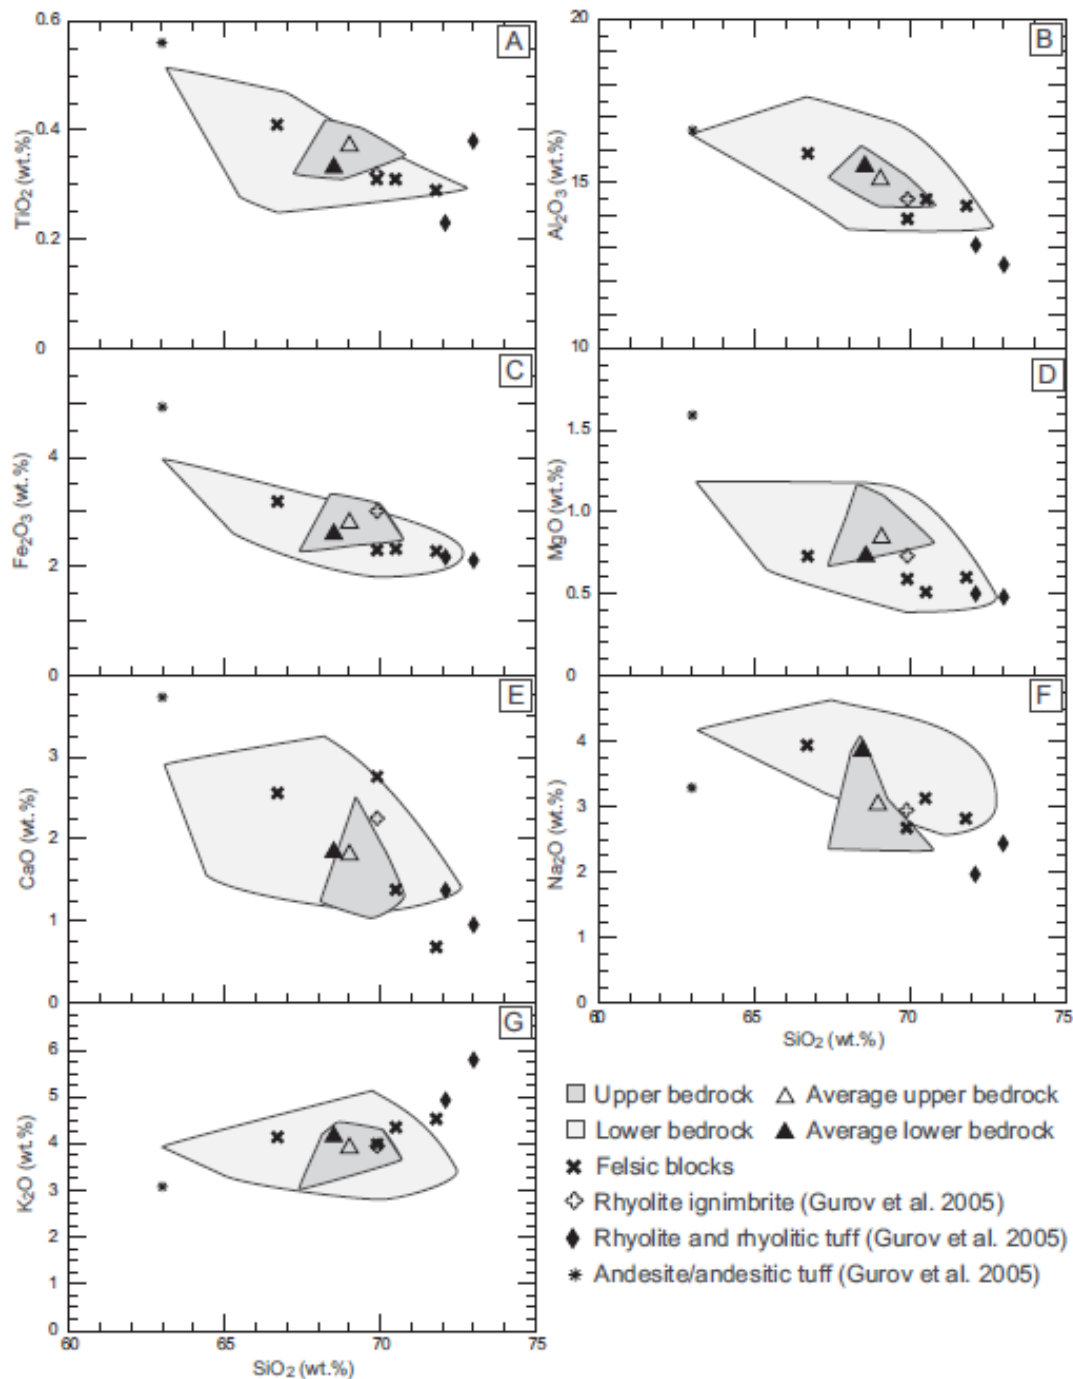 0.6
A
0.4
0.2
0
TiO2 (wt.%)
20
B
15
10
Al2O3 (wt.%)
C
4
2
0
Fe2O3 (wt.%)
D
1.5
1.0
0.5
0
MgO (wt.%)
E
3
2
1
0
CaO (wt.%)
F
4
3
2
1
0
Na2O (wt.%)
60 65 70 75
SiO2 (wt.%)
G
6
5
4
3
2
1
0
K2O (wt.%)
60 65 70 75
SiO2 (wt.%)
Upper bedrock
Average upper bedrock
Lower bedrock
Average lower bedrock
Felsic blocks
Rhyolite ignimbrite (Gurov et al. 2005)
Rhyolite and rhyolitic tuff (Gurov et al. 2005)
Andesite/andesitic tuff (Gurov et al. 2005)